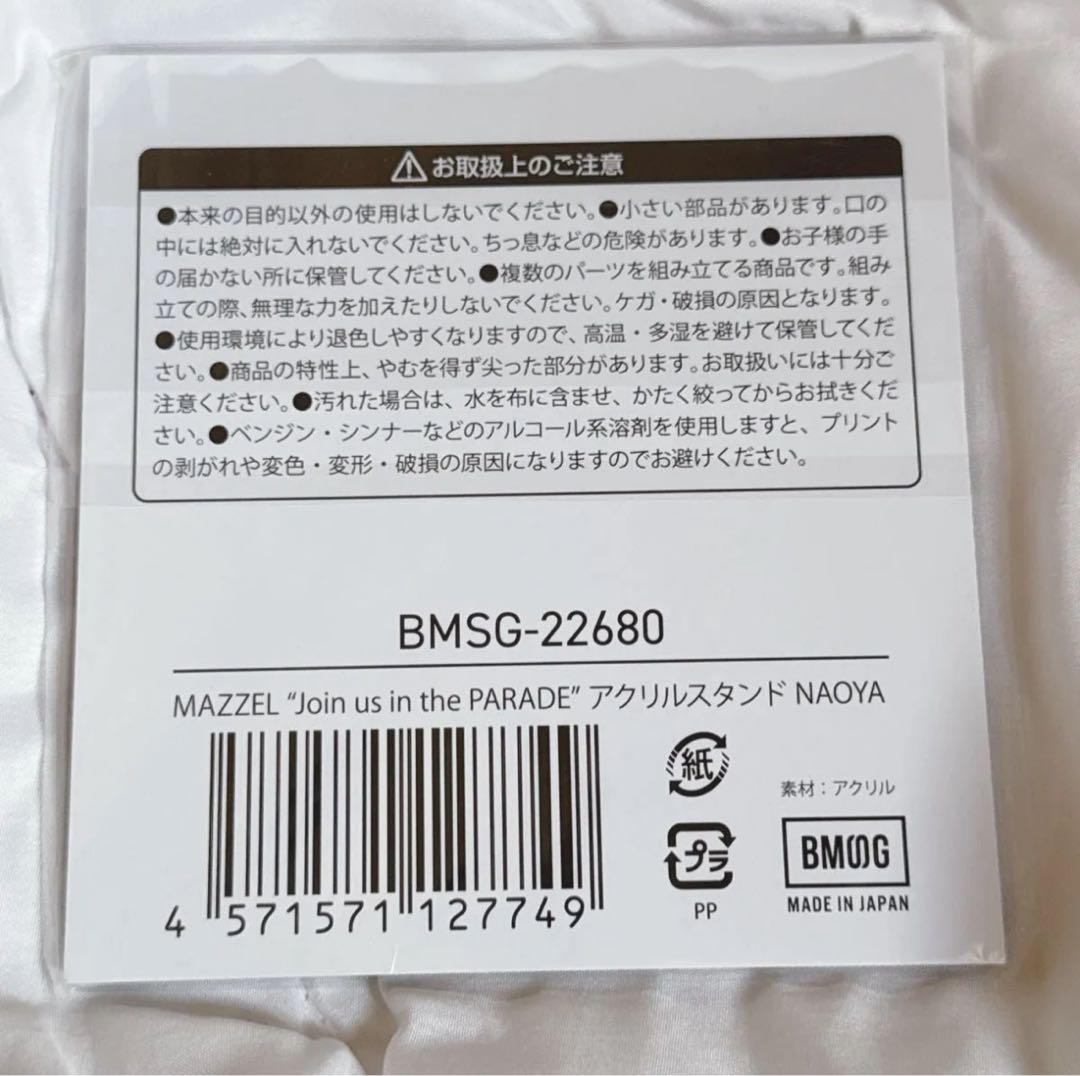 ⚠お取扱上のご注意
●本来の目的以外の使用はしないでください。●小さい部品があります。口の
中には絶対に入れないでください。ちっ息などの危険があります。●お子様の手
の届かない所に保管してください。●複数のパーツを組み立てる商品です。組み
立ての際、無理な力を加えたりしないでください。ケガ・破損の原因となります。
●使用環境により退色しやすくなりますので、高温・多湿を避けて保管してくだ
さい。●商品の特性上、やむを得ず尖った部分があります。お取扱いには十分ご
注意ください。●汚れた場合は、水を布に含ませ、かたく絞ってからお拭きくだ
さい。●ベンジン・シンナーなどのアルコール系溶剤を使用しますと、プリント
の剥がれや変色・変形・破損の原因になりますのでお避けください。
BMSG-22680
MAZZEL “Join us in the PARADE” アクリルスタンド NAOYA
4 571571 127749
紙
プラ
PP
素材：アクリル
BMSG
MADE IN JAPAN